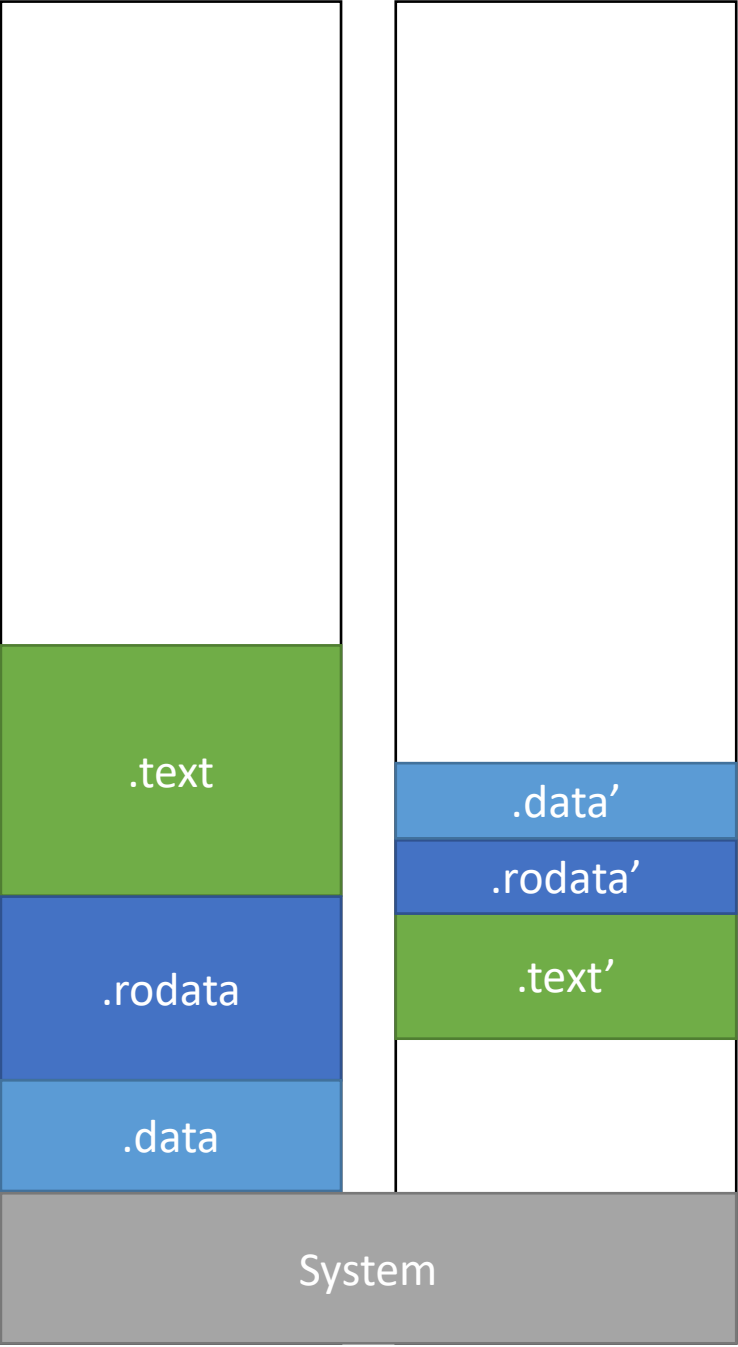 .text
.rodata
.data
.data’
.rodata’
.text’
System